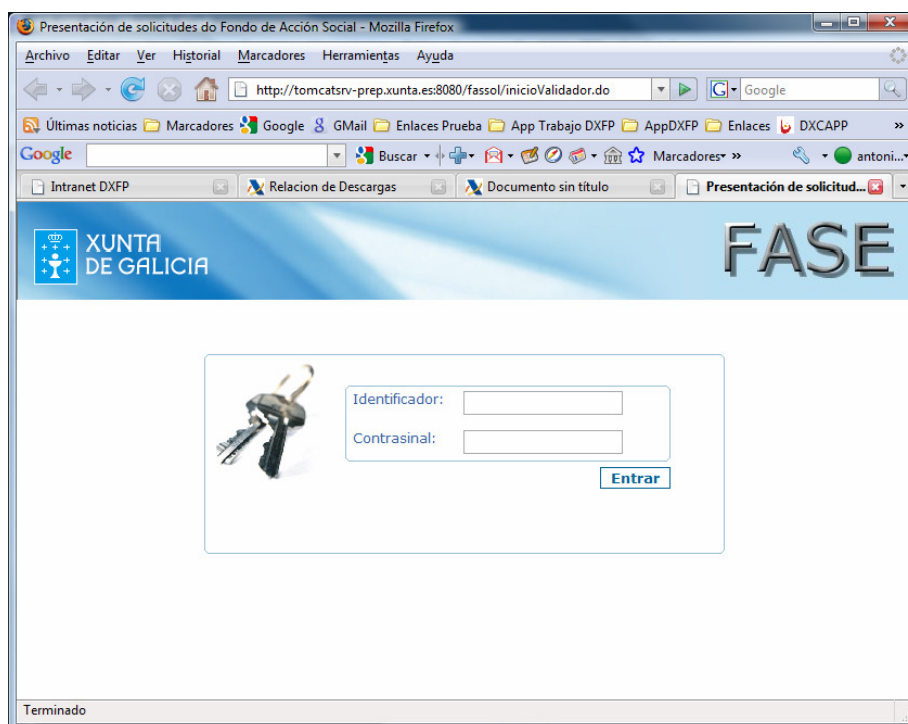 Presentación de solicitudes do Fondo de Acción Social - Mozilla Firefox
Archivo Editar Ver Historial Marcadores Herramientas Ayuda
http://tomcatsrv-prep.xunta.es:8080/fassol/inicioValidador.do G Google
Últimas noticias Marcadores Google GMail Enlaces Prueba App Trabajo DXFP AppDXFP Enlaces DXCAPP »
Google Buscar Marcadores » antoni...
Intranet DXFP Relacion de Descargas Documento sin título Presentación de solicitud...
XUNTA
DE GALICIA
FASE
Identificador:
Contrasinal:
Entrar
Terminado